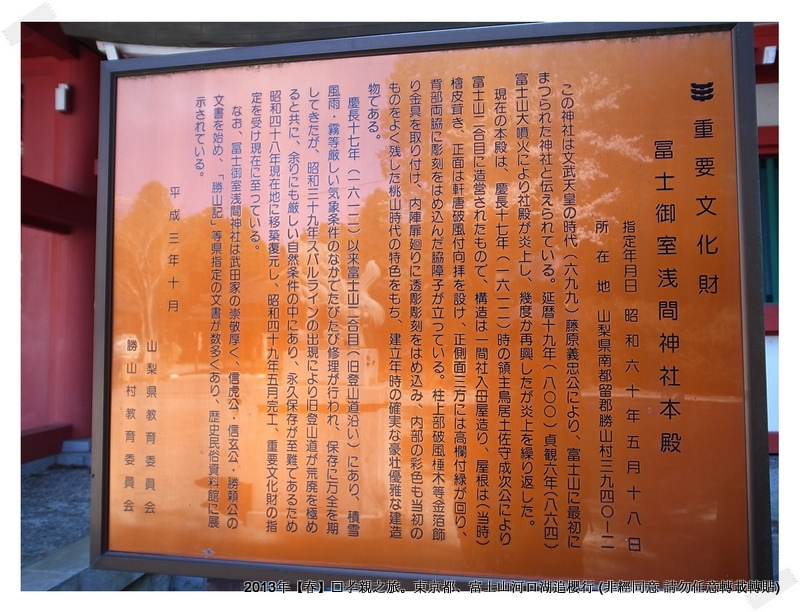 重要文化財
冨士御室浅間神社本殿
指定年月日 昭和六十年五月十八日
所在地 山梨県南都留郡勝山村三九四〇ー二
この神社は文武天皇の時代（六九九）藤原義忠公により、富士山に最初に
まつられた神社と伝えられている。延暦十九年（八〇〇）貞観六年（八六四）
富士山大噴火により社殿が炎上し、幾度か再興したが炎上を繰り返した。
現在の本殿は、慶長十七年（一六一二）時の領主鳥居土佐守成次公により
富士山二合目に造営されたもので、構造は一間社入母屋造り、屋根は（当時）
檜皮葺き、正面は軒唐破風付向拝を設け、正側面三方には高欄付縁が回り、
背部両脇に彫刻をはめ込んだ脇障子が立つている。柱上部破風棰木等金箔飾
り金具を取り付け、内陣扉廻りに透彫彫刻をはめ込み、内部の彩色も当初の
ものをよく残した桃山時代の特色をもち、建立年時の確実な豪壮優雅な建造
物である。
慶長十七年（一六一二）以来富士山二合目（旧登山道沿い）にあり、積雪
風雨・霧等厳しい気象条件のなかでたびたび修理が行われ、保存に万全を期
してきたが、昭和三十九年スバルラインの出現により旧登山道が荒廃を極め
ると共に、余りにも厳しい自然条件の中にあり、永久保存が至難であるため
昭和四十八年現在地に移築復元し、昭和四十九年五月完工、重要文化財の指
定を受け現在に至つている。
なお、冨士御室浅間神社は武田家の崇敬厚く、信虎公・信玄公・勝頼公の
文書を始め、「勝山記」等県指定の文書が数多くあり、歴史民俗資料館に展
示されている。
平成三年十月
山梨県教育委員会
勝山村教育委員会
2013年【春】口孝親之旅。東京都、富士山河口湖追櫻行 (非經同意 請勿任意轉載轉貼)